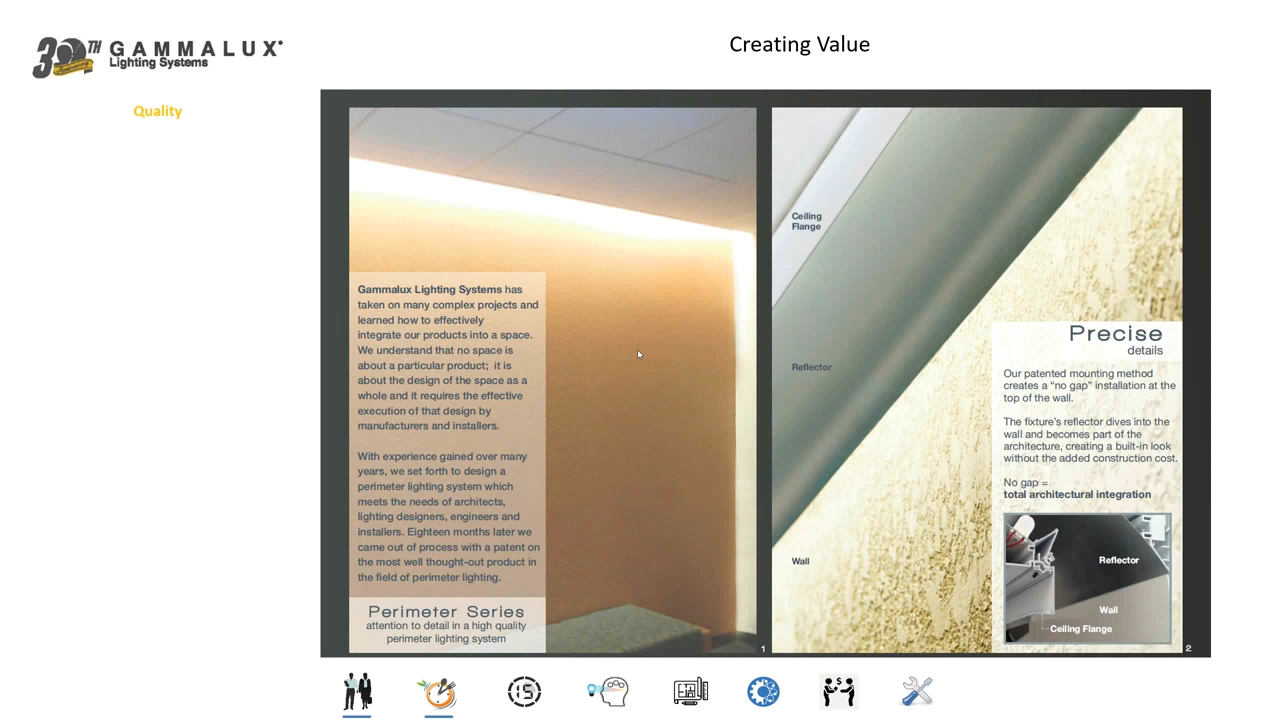 30TH
GAMMALUX
Lighting Systems
Creating Value
Quality
Gammalux Lighting Systems has
taken on many complex projects and
learned how to effectively
integrate our products into a space.
We understand that no space is
about a particular product; it is
about the design of the space as a
whole and it requires the effective
execution of that design by
manufacturers and installers.
With experience gained over many
years, we set forth to design a
perimeter lighting system which
meets the needs of architects,
lighting designers, engineers and
installers. Eighteen months later we
came out of process with a patent on
the most well thought-out product in
the field of perimeter lighting.
Perimeter Series
attention to detail in a high quality
perimeter lighting system
1
Ceiling
Flange
Reflector
Wall
Precise
details
Our patented mounting method
creates a “no gap” installation at the
top of the wall.
The fixture's reflector dives into the
wall and becomes part of the
architecture, creating a built-in look
without the added construction cost.
No gap =
total architectural integration
Reflector
Wall
Ceiling Flange
2
15
$